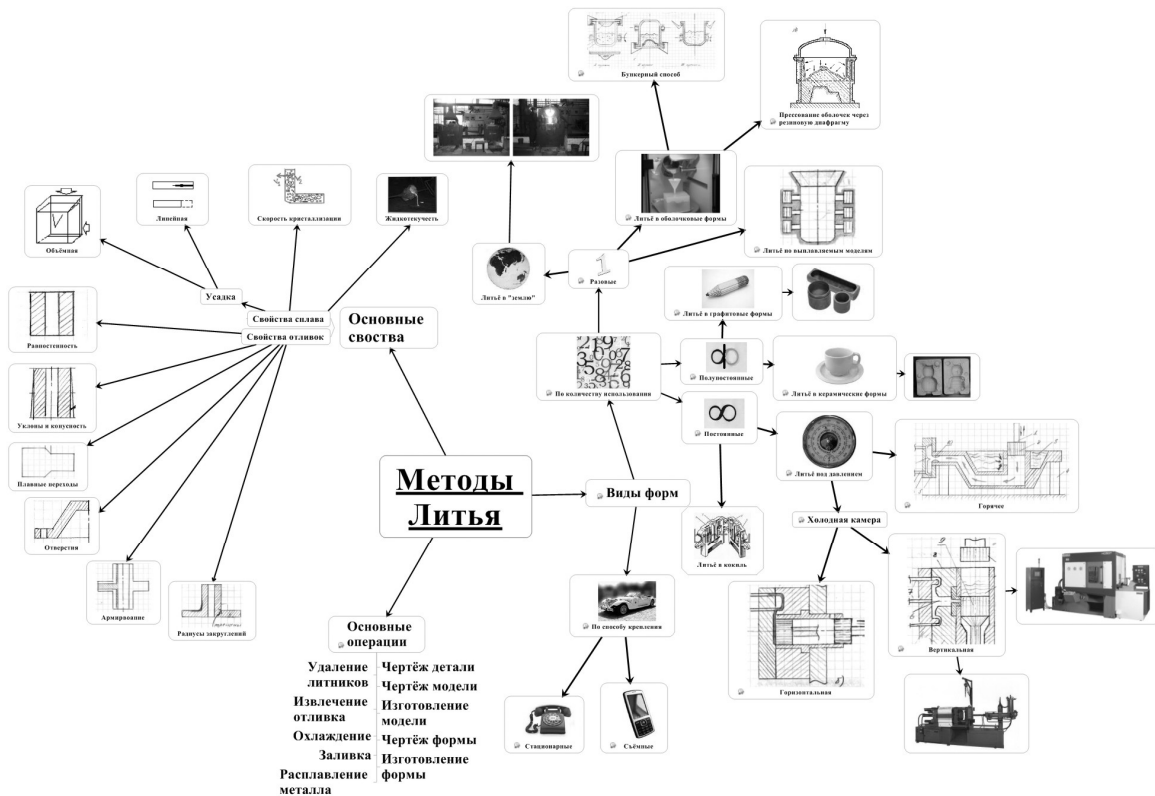 Бункерный способ
Прессование оболочек через
резиновую диафрагму
Литьё в оболочковые формы
Литьё по выплавляемым моделям
Литьё в "землю"
1
Разовые
Объёмная
Линейная
Скорость кристаллизации
Жидкотекучесть
Усадка
Свойства сплава
Свойства отливок
Основные
своства
Равностенность
Уклоны и конусность
Плавные переходы
Отверстия
Армирвоание
Радиусы закруглений
Литьё в графитовые формы
По количеству использования
Полупостоянные
Литьё в керамические формы
Постоянные
Литьё под давлением
Горячее
Холодная камера
Литьё в кокиль
Горизонтальная
Вертикальная
Методы
Литья
Виды форм
По способу крепления
Стационарные
Съёмные
Основные
операции
Удаление
литников
Извлечение
отливка
Охлаждение
Заливка
Расплавление
металла
Чертёж детали
Чертёж модели
Изготовление
модели
Чертёж формы
Изготовление
формы